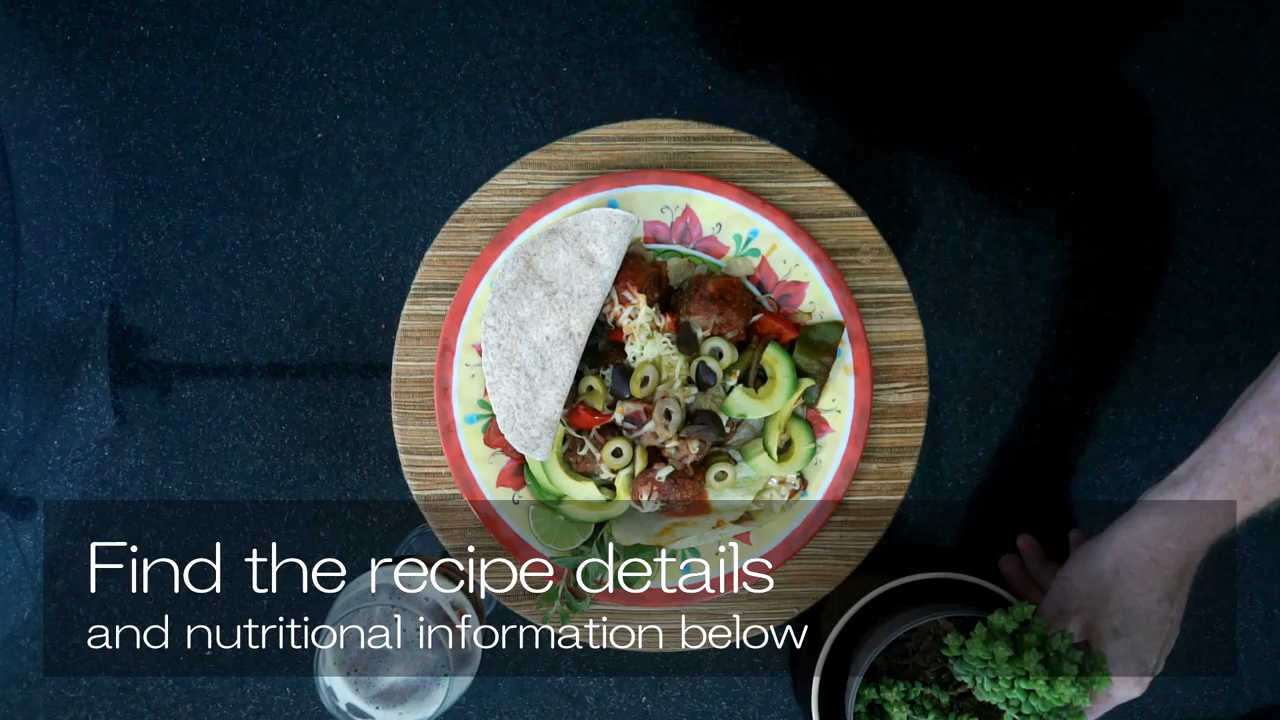 Find the recipe details
and nutritional information below